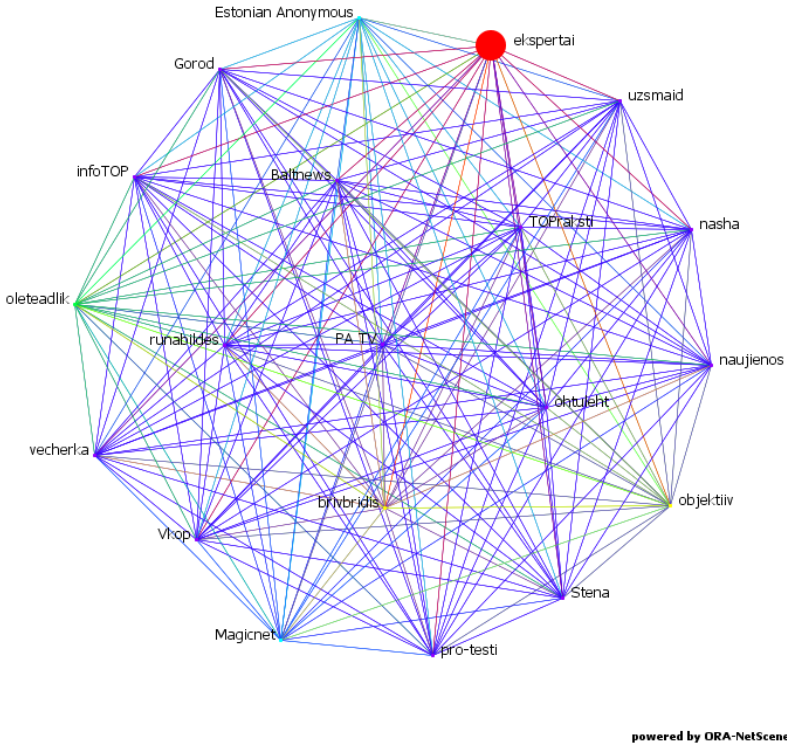 Estonian Anonymous
ekspertai
Gorod
uzsmaid
infoTOP
Baltnews
TOPraksti
nasha
oleteadlik
runabildes
PA TV
naujienos
ohtuleht
vecherka
brivbridis
objektiiv
Vkop
Stena
Magicnet
pro-testi
powered by ORA-NetScene